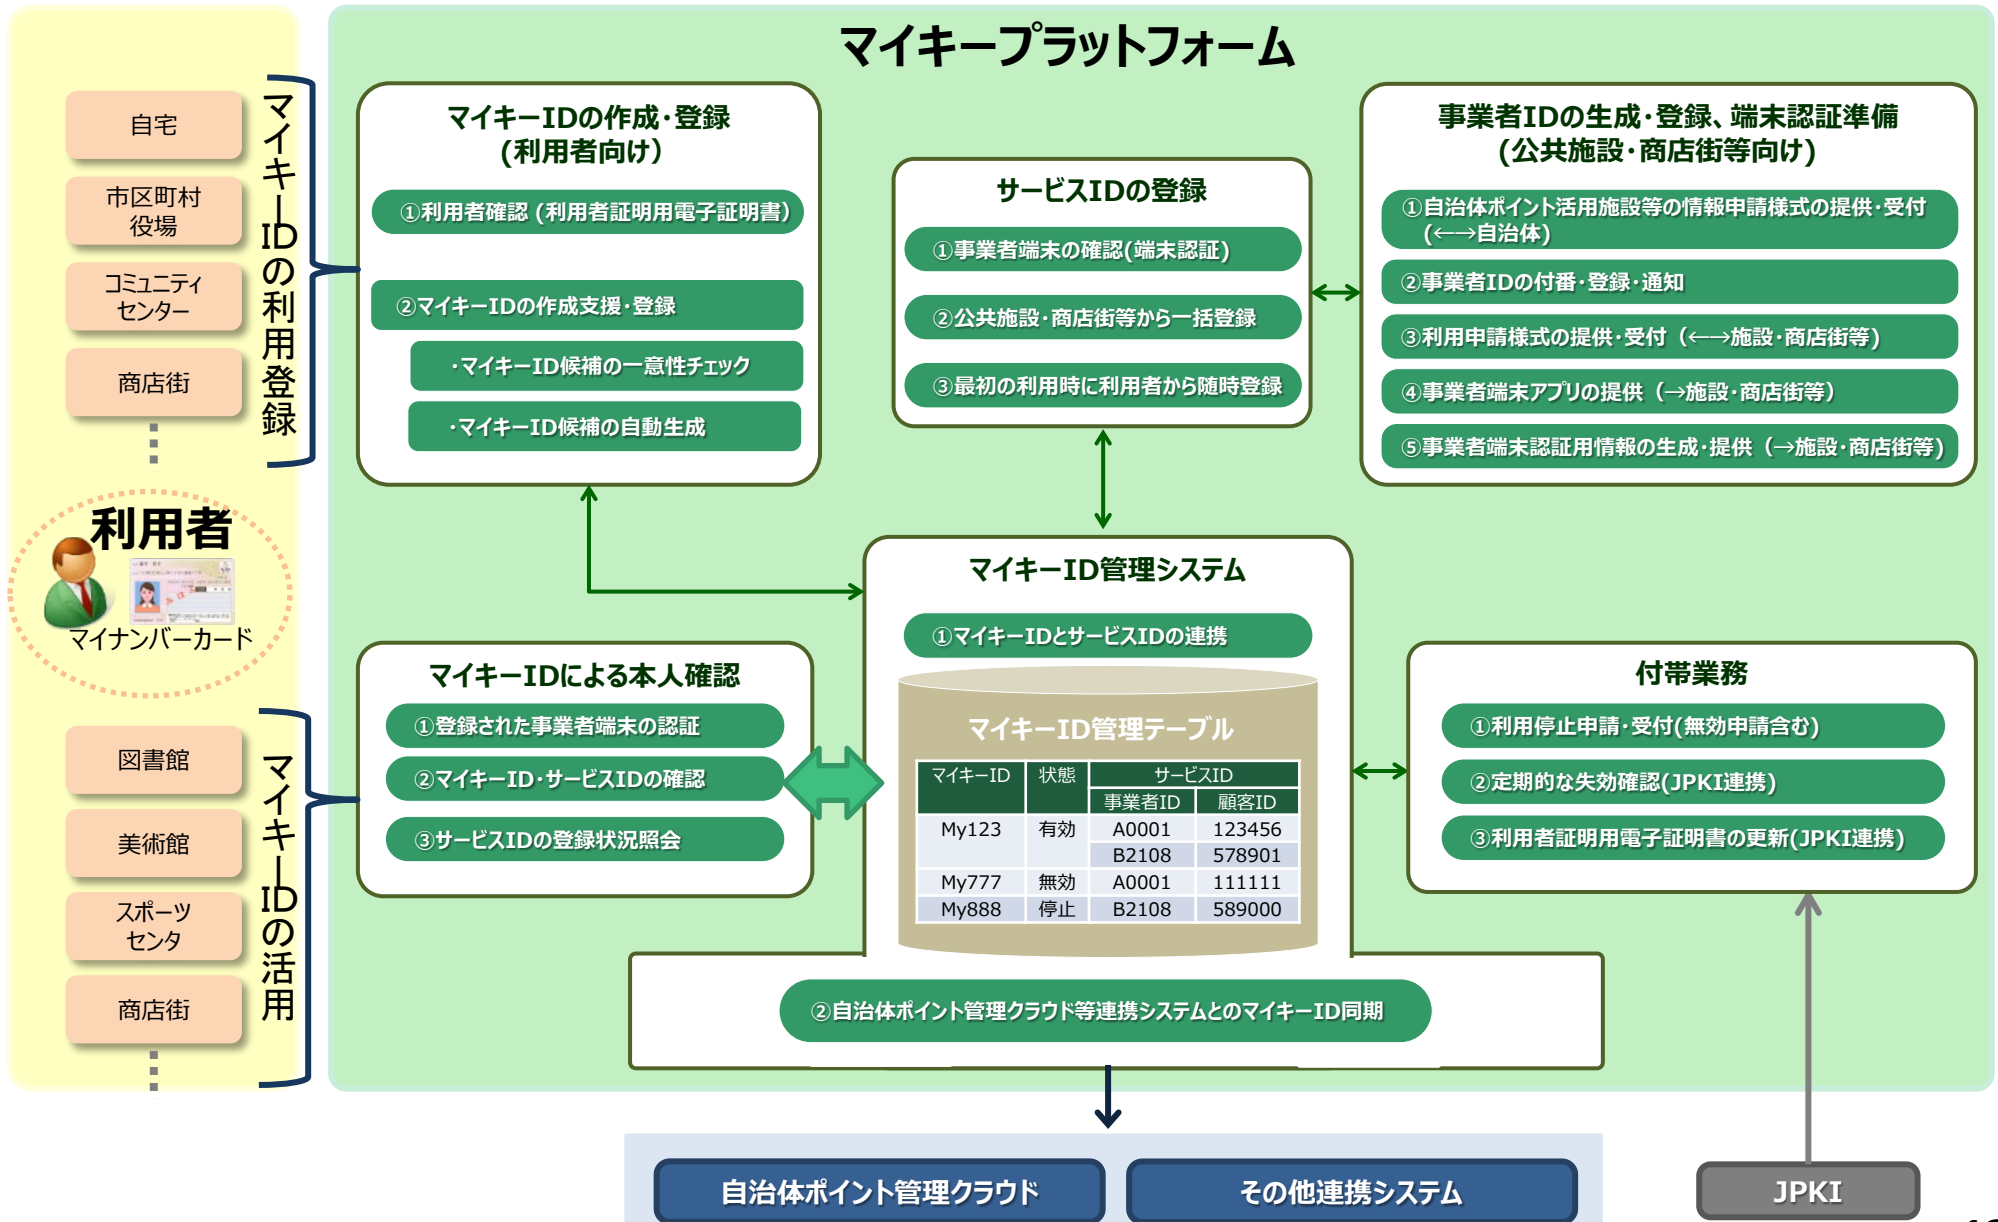 マイキープラットフォーム
自宅
市区町村
役場
コミュニティ
センター
商店街
マイキーIDの利用登録
利用者
マイナンバーカード
図書館
美術館
スポーツ
センタ
商店街
マイキーIDの活用
マイキーIDの作成・登録
(利用者向け）
①利用者確認 (利用者証明用電子証明書）
②マイキーIDの作成支援・登録
・マイキーID候補の一意性チェック
・マイキーID候補の自動生成
サービスIDの登録
①事業者端末の確認(端末認証)
②公共施設・商店街等から一括登録
③最初の利用時に利用者から随時登録
事業者IDの生成・登録、端末認証準備
(公共施設・商店街等向け)
①自治体ポイント活用施設等の情報申請様式の提供・受付
(←→自治体)
②事業者IDの付番・登録・通知
③利用申請様式の提供・受付（←→施設・商店街等)
④事業者端末アプリの提供（→施設・商店街等)
⑤事業者端末認証用情報の生成・提供（→施設・商店街等)
マイキーIDによる本人確認
①登録された事業者端末の認証
②マイキーID・サービスIDの確認
③サービスIDの登録状況照会
マイキーID管理システム
①マイキーIDとサービスIDの連携
マイキーID管理テーブル
マイキーID 状態 サービスID
事業者ID 顧客ID
My123 有効 A0001 123456
B2108 578901
My777 無効 A0001 111111
My888 停止 B2108 589000
②自治体ポイント管理クラウド等連携システムとのマイキーID同期
付帯業務
①利用停止申請・受付(無効申請含む)
②定期的な失効確認(JPKI連携)
③利用者証明用電子証明書の更新(JPKI連携)
自治体ポイント管理クラウド
その他連携システム
JPKI